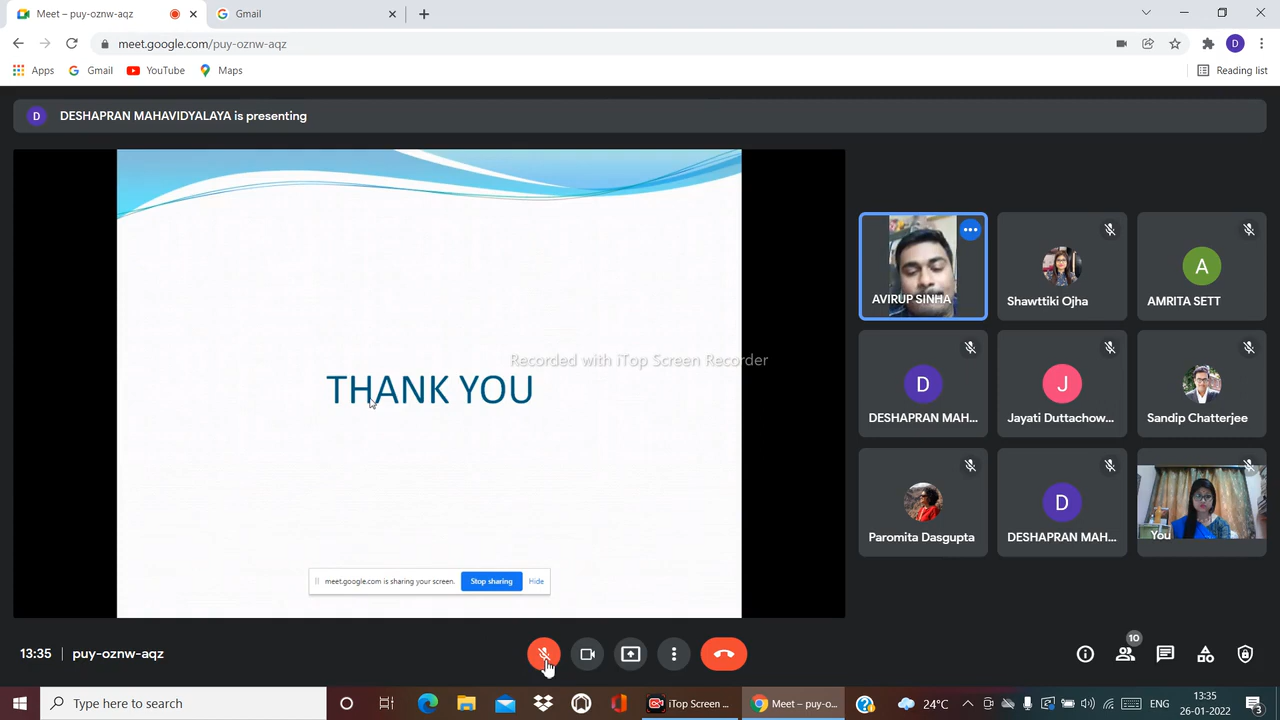 Meet – puy-oznw-aqz
Gmail
meet.google.com/puy-oznw-aqz
D
Apps
Gmail
YouTube
Maps
Reading list
D
DESHAPRAN MAHAVIDYALAYA is presenting
THANK YOU
Recorded with iTop Screen Recorder
meet.google.com is sharing your screen.
Stop sharing
Hide
AVIRUP SINHA
Shawttiki Ojha
A
AMRITA SETT
D
DESHAPRAN MAH...
J
Jayati Duttachow...
Sandip Chatterjee
Paromita Dasgupta
D
DESHAPRAN MAH...
You
13:35
puy-oznw-aqz
10
Type here to search
iTop Screen ...
Meet – puy-o...
24°C
ENG
13:35
26-01-2022
3